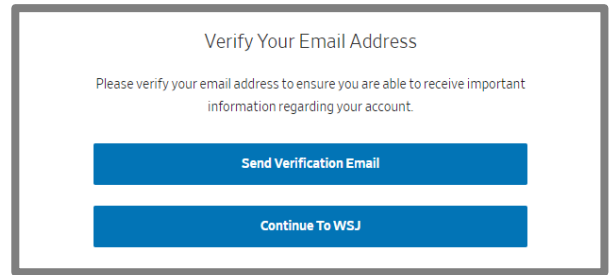 Verify Your Email Address
Please verify your email address to ensure you are able to receive important
information regarding your account.
Send Verification Email
Continue To WSJ